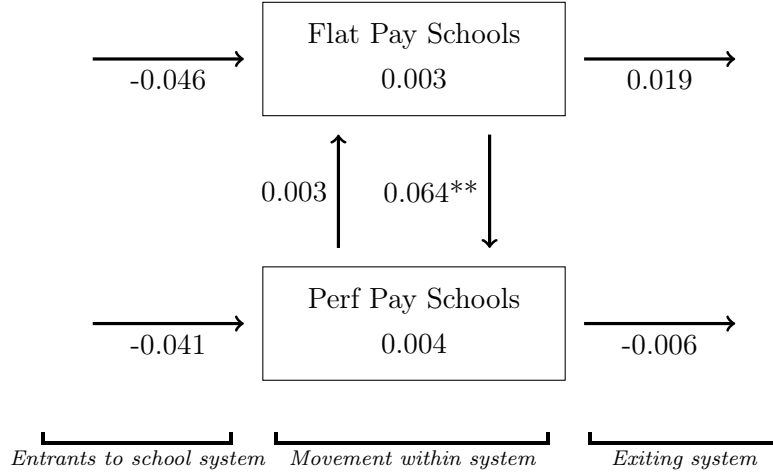 Flat Pay Schools
-0.046
0.003
0.019
0.003
0.064**
Perf Pay Schools
-0.041
0.004
-0.006
Entrants to school system
Movement within system
Exiting system